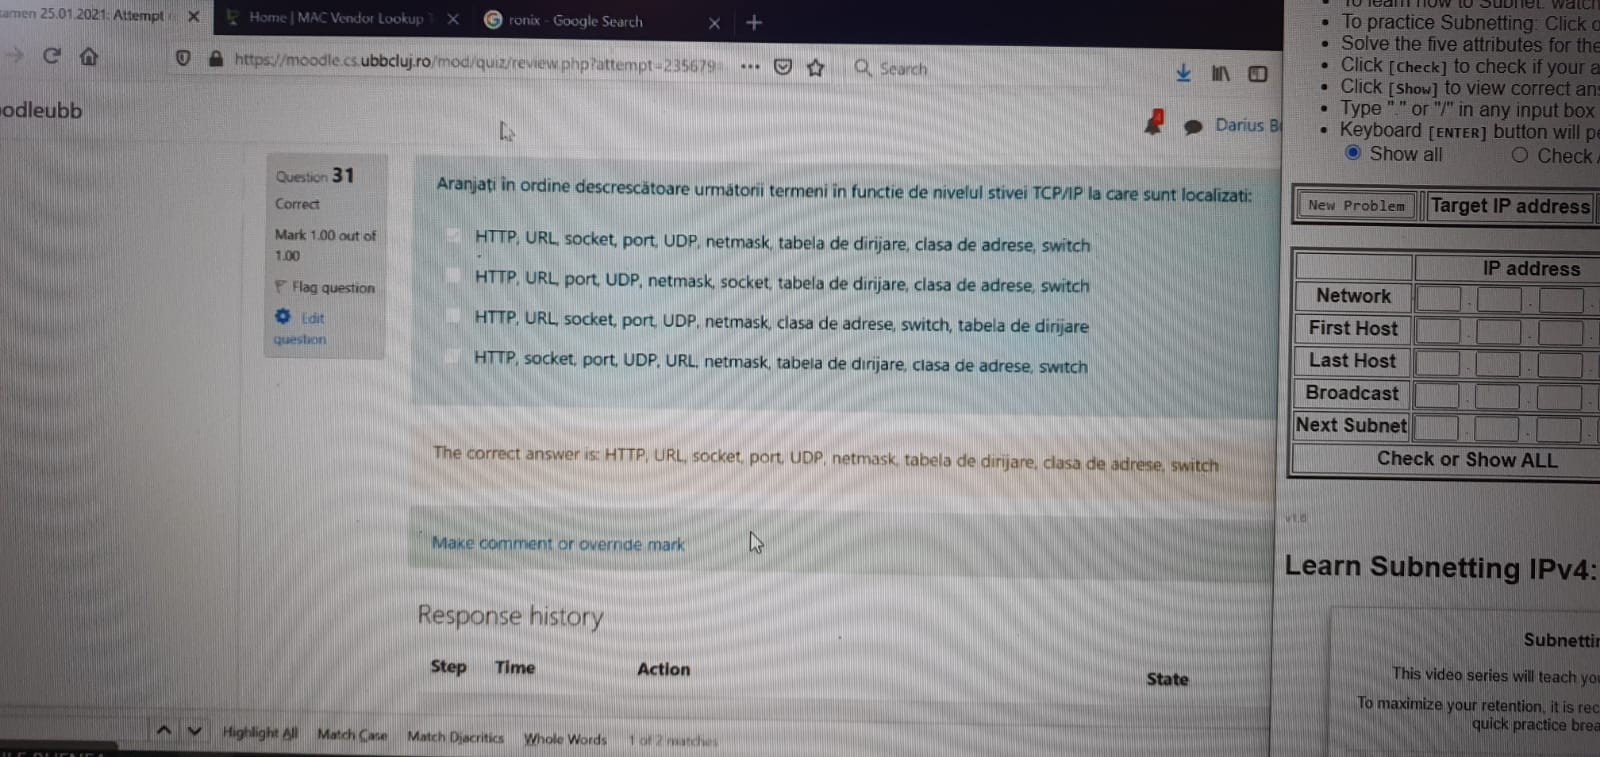 amen 25.01.2021: Attempt
Home | MAC Vendor Lookup
ronix - Google Search
https://moodle.cs.ubbcluj.ro/mod/quiz/review.php?attempt=235679
Search
odleubb
Darius
Question 31
Correct
Mark 1.00 out of
1.00
Flag question
Edit
question
Aranjați în ordine descrescătoare următorii termeni în functie de nivelul stivei TCP/IP la care sunt localizati:
HTTP, URL, socket, port, UDP, netmask, tabela de dirijare, clasa de adrese, switch
HTTP, URL, port, UDP, netmask, socket, tabela de dirijare, clasa de adrese, switch
HTTP, URL, socket, port, UDP, netmask, clasa de adrese, switch, tabela de dirijare
HTTP, socket, port, UDP, URL, netmask, tabela de dirijare, clasa de adrese, switch
The correct answer is: HTTP, URL, socket, port, UDP, netmask, tabela de dirijare, clasa de adrese, switch
Make comment or override mark
Response history
Step Time Action State
Highlight All Match Case Match Diacritics Whole Words 1 of 2 matches
To learn how to Subnet: watch
• To practice Subnetting: Click
• Solve the five attributes for the
• Click [Check] to check if your
• Click [Show] to view correct
• Type "." or "/" in any input box
• Keyboard [ENTER] button will
Show all Check
New Problem Target IP address
IP address
Network
First Host
Last Host
Broadcast
Next Subnet
Check or Show ALL
v1.6
Learn Subnetting IPv4:
Subnetti
This video series will teach
To maximize your retention, it is
quick practice